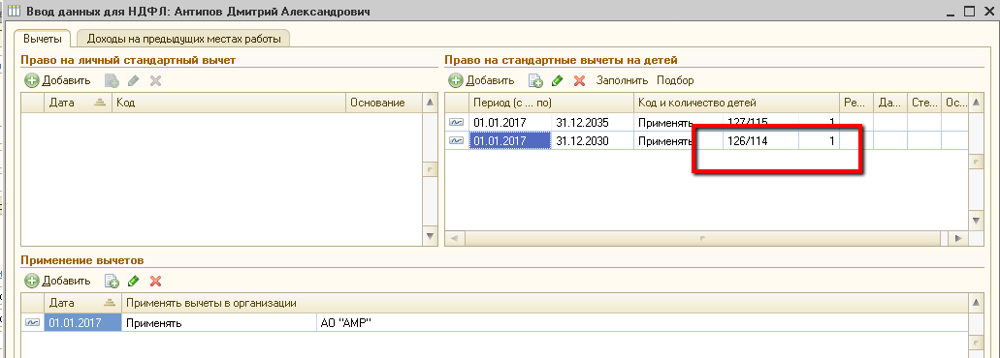 Ввод данных для НДФЛ: Антипов Дмитрий Александрович
Вычеты Доходы на предыдущих местах работы
Право на личный стандартный вычет
Добавить
Дата Код Основание
Право на стандартные вычеты на детей
Добавить Заполнить Подбор
Период (с ... по) Код и количество детей Ре... Да... Сте... Ос...
01.01.2017 31.12.2035 Применять 127/115 1
01.01.2017 31.12.2030 Применять 126/114 1
Применение вычетов
Добавить
Дата Применять вычеты в организации
01.01.2017 Применять АО "АМР"